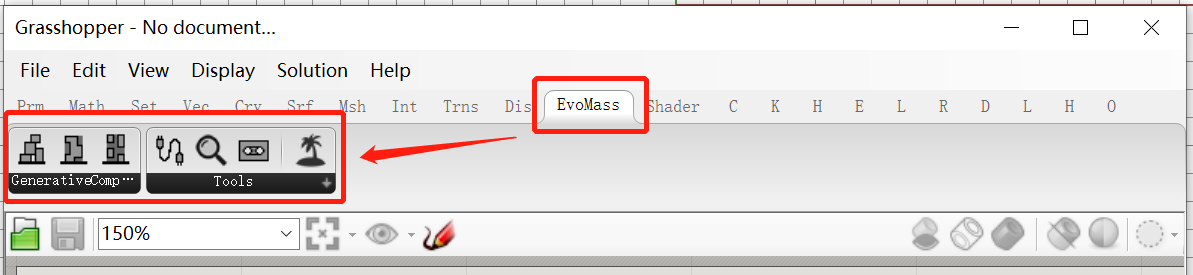 Grasshopper - No document...
File Edit View Display Solution Help
Prm Math Set Vec Crv Srf Msh Int Trns Dis EvoMass Shader C K H E L R D L H O
GenerativeComp... Tools
150%